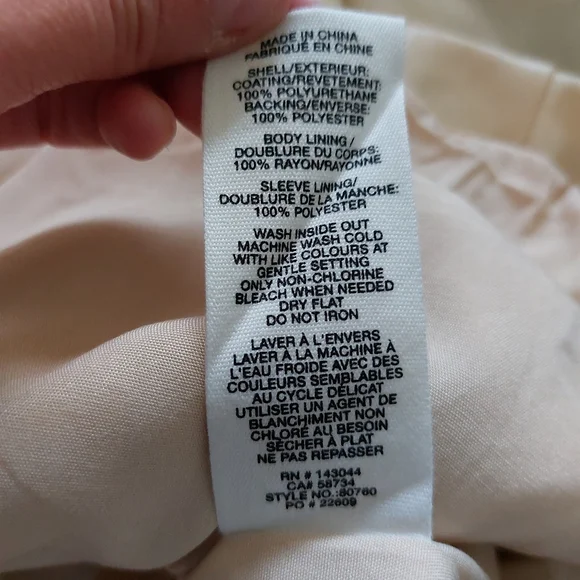 MADE IN CHINA
FABRIQUÉ EN CHINE
SHELL/EXTERIEUR:
COATING/REVETEMENT:
100% POLYURETHANE
BACKING/ENVERSE:
100% POLYESTER
BODY LINING/
DOUBLURE DU CORPS:
100% RAYON/RAYONNE
SLEEVE LINING/
DOUBLURE DE LA MANCHE:
100% POLYESTER
WASH INSIDE OUT
MACHINE WASH COLD
WITH LIKE COLOURS AT
GENTLE SETTING
ONLY NON-CHLORINE
BLEACH WHEN NEEDED
DRY FLAT
DO NOT IRON
LAVER À L'ENVERS
LAVER À LA MACHINE À
L'EAU FROIDE AVEC DES
COULEURS SEMBLABLES
AU CYCLE DÉLICAT
UTILISER UN AGENT DE
BLANCHIMENT NON
CHLORÉ AU BESOIN
SÉCHER À PLAT
NE PAS REPASSER
RN # 143044
CA# 58734
STYLE NO.:80760
PO # 22609